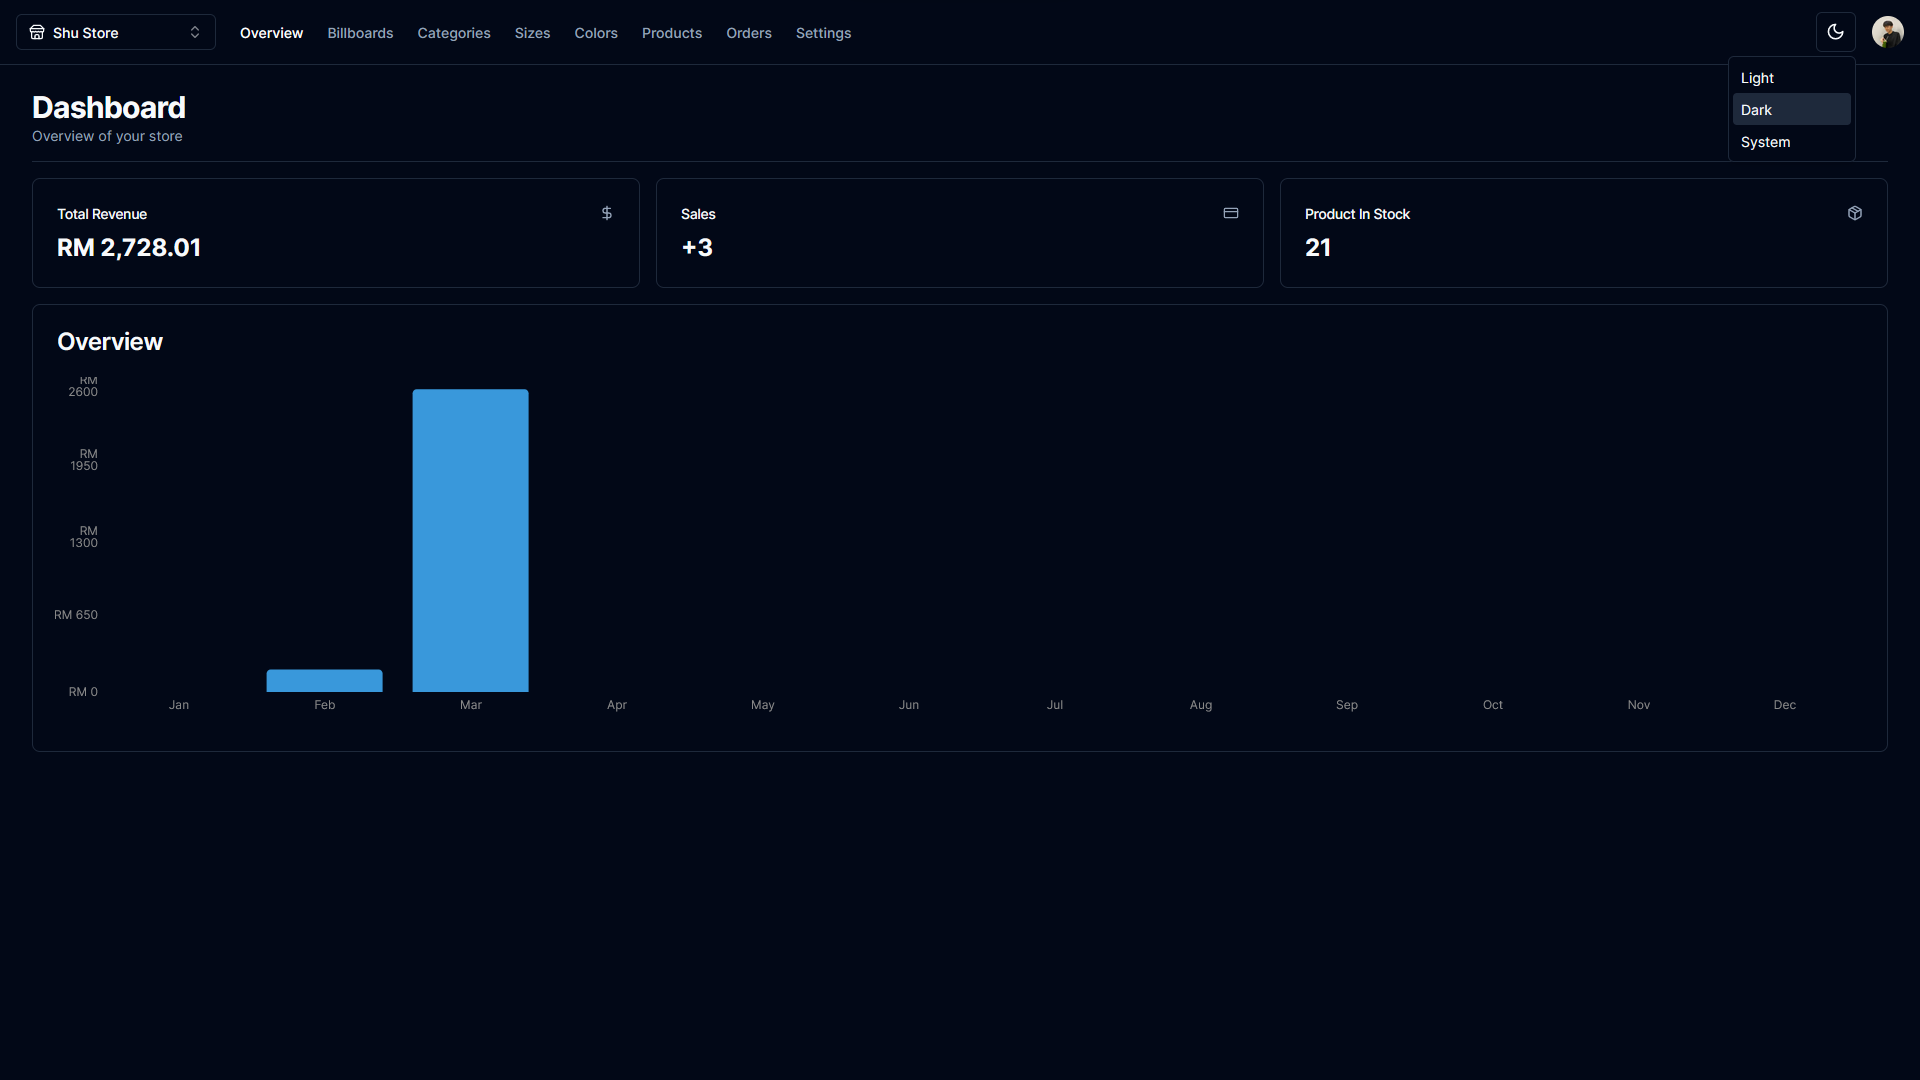 Shu Store
Overview Billboards Categories Sizes Colors Products Orders Settings
Light
Dark
System
Dashboard
Overview of your store
Total Revenue
RM 2,728.01
Sales
+3
Product In Stock
21
Overview
RM
2600
RM
1950
RM
1300
RM 650
RM 0
Jan Feb Mar Apr May Jun Jul Aug Sep Oct Nov Dec